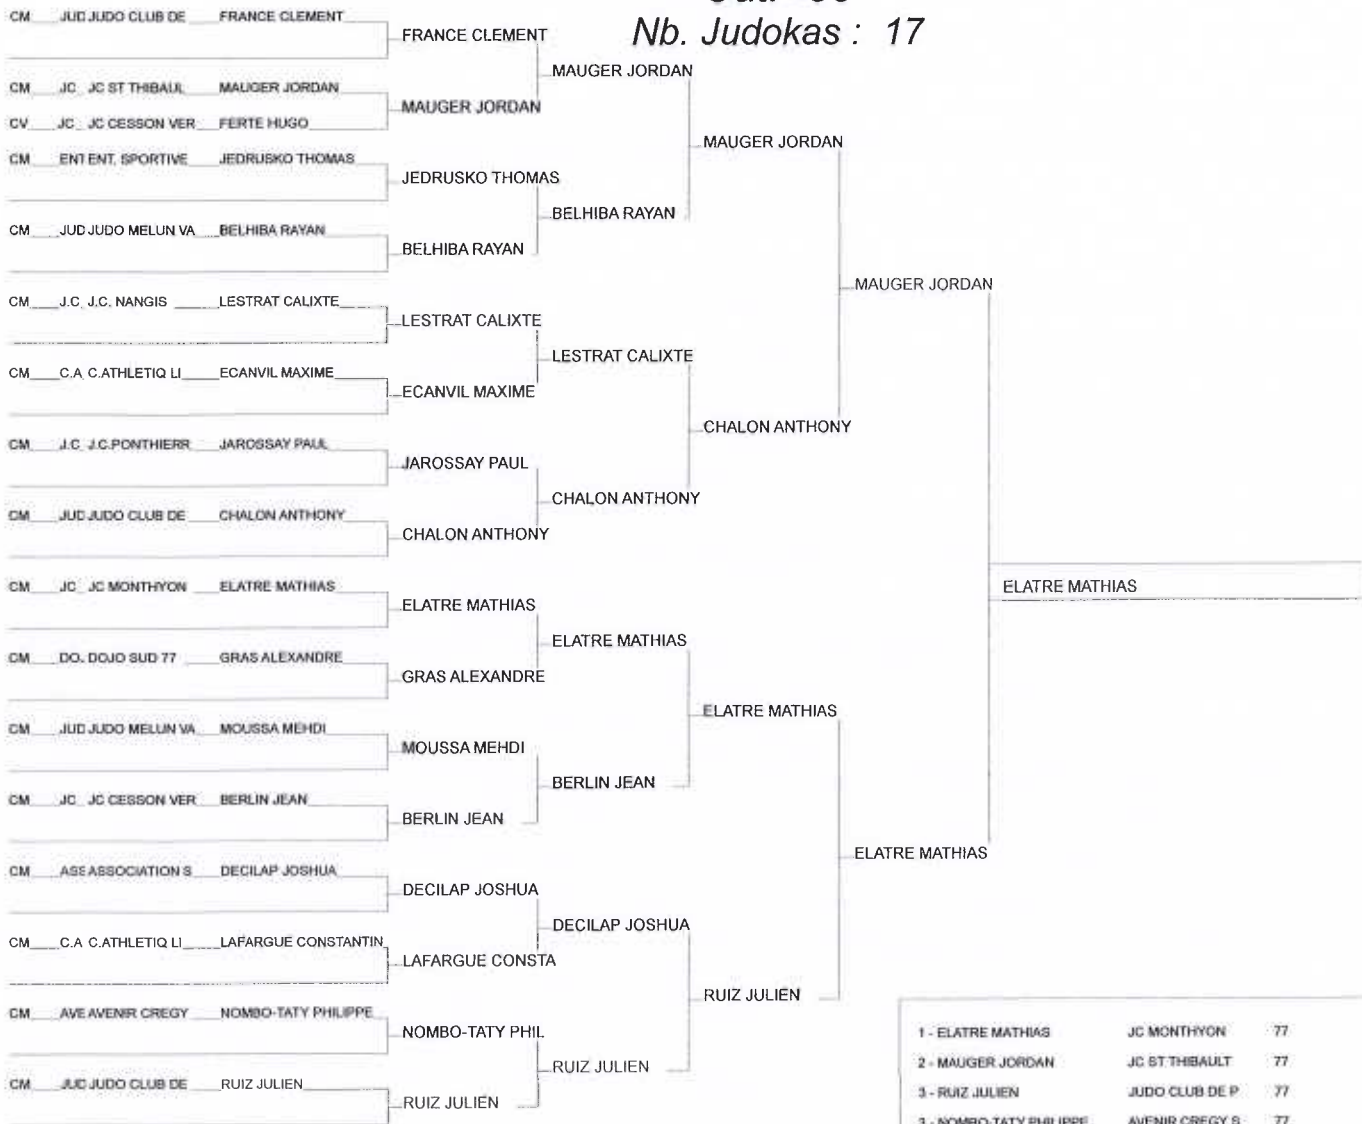 Nb. Judokas : 17
CM JUD JUDO CLUB DE FRANCE CLEMENT
FRANCE CLEMENT
MAUGER JORDAN
CM JC JC ST THIBAUL MAUGER JORDAN
MAUGER JORDAN
CV JC JC CESSON VER FERTE HUGO
MAUGER JORDAN
CM ENT ENT. SPORTIVE JEDRUSKO THOMAS
JEDRUSKO THOMAS
BELHIBA RAYAN
CM JUD JUDO MELUN VA BELHIBA RAYAN
BELHIBA RAYAN
MAUGER JORDAN
CM J.C J.C. NANGIS LESTRAT CALIXTE
LESTRAT CALIXTE
LESTRAT CALIXTE
CM C.A C.ATHLETIQ LI ECANVIL MAXIME
ECANVIL MAXIME
CHALON ANTHONY
CM J.C J.C.PONTHIERR JAROSSAY PAUL
JAROSSAY PAUL
CHALON ANTHONY
CM JUD JUDO CLUB DE CHALON ANTHONY
CHALON ANTHONY
CM JC JC MONTHYON ELATRE MATHIAS
ELATRE MATHIAS
ELATRE MATHIAS
ELATRE MATHIAS
CM DO. DOJO SUD 77 GRAS ALEXANDRE
GRAS ALEXANDRE
ELATRE MATHIAS
CM JUD JUDO MELUN VA MOUSSA MEHDI
MOUSSA MEHDI
BERLIN JEAN
CM JC JC CESSON VER BERLIN JEAN
BERLIN JEAN
ELATRE MATHIAS
CM ASS ASSOCIATION S DECILAP JOSHUA
DECILAP JOSHUA
DECILAP JOSHUA
CM C.A C.ATHLETIQ LI LAFARGUE CONSTANTIN
LAFARGUE CONSTA
RUIZ JULIEN
CM AVE AVENIR CREGY NOMBO-TATY PHILIPPE
NOMBO-TATY PHIL
RUIZ JULIEN
CM JUD JUDO CLUB DE RUIZ JULIEN
RUIZ JULIEN
1 - ELATRE MATHIAS JC MONTHYON 77
2 - MAUGER JORDAN JC ST THIBAULT 77
3 - RUIZ JULIEN JUDO CLUB DE P 77
3 - NOMBO-TATY PHILIPPE AVENIR CREGY S 77